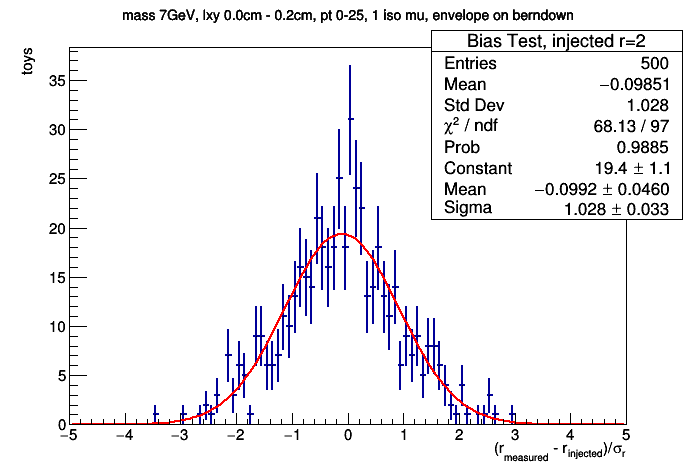 mass 7GeV, lxy 0.0cm - 0.2cm, pt 0-25, 1 iso mu, envelope on berndown
Bias Test, injected r=2
Entries 500
Mean −0.09851
Std Dev 1.028
χ² / ndf 68.13 / 97
Prob 0.9885
Constant 19.4 ± 1.1
Mean −0.0992 ± 0.0460
Sigma 1.028 ± 0.033
toys
35
30
25
20
15
10
5
0
−5 −4 −3 −2 −1 0 1 2 3 4 5
(r_measured - r_injected)/σ_r